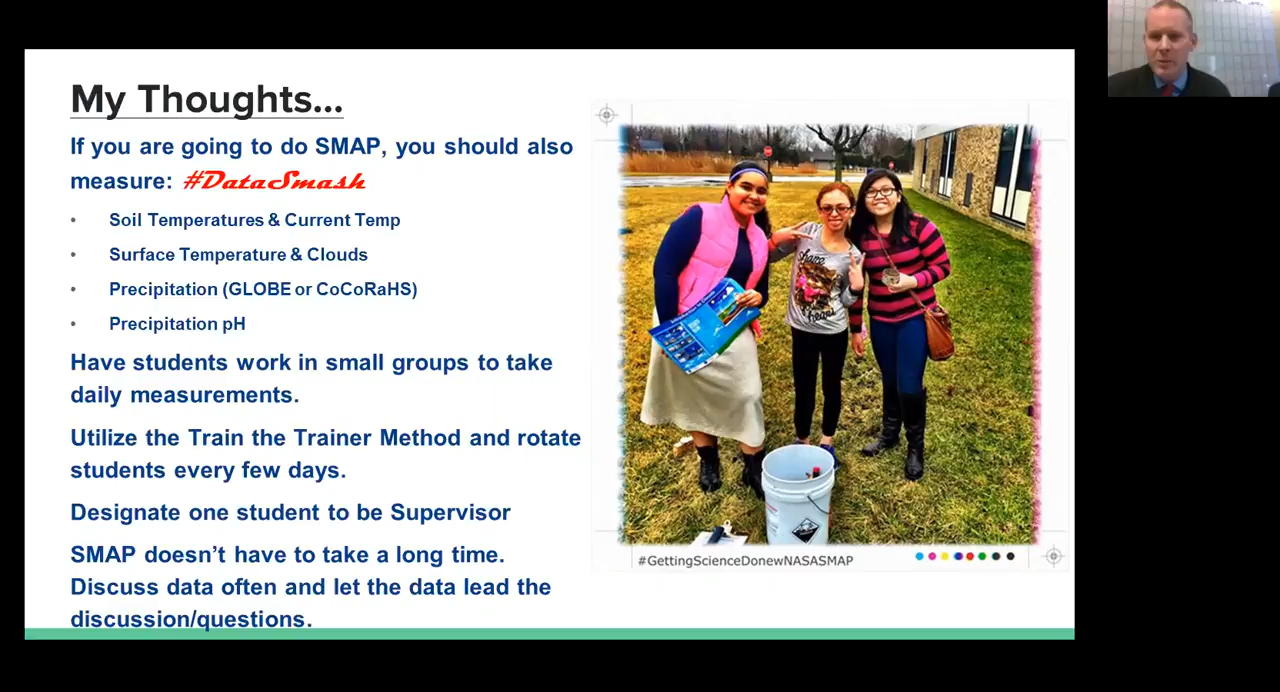 My Thoughts...
If you are going to do SMAP, you should also
measure: #DataSmash
• Soil Temperatures & Current Temp
• Surface Temperature & Clouds
• Precipitation (GLOBE or CoCoRaHS)
• Precipitation pH
Have students work in small groups to take
daily measurements.
Utilize the Train the Trainer Method and rotate
students every few days.
Designate one student to be Supervisor
SMAP doesn't have to take a long time.
Discuss data often and let the data lead the
discussion/questions.
heart
#GettingScienceDonewNASASMAP